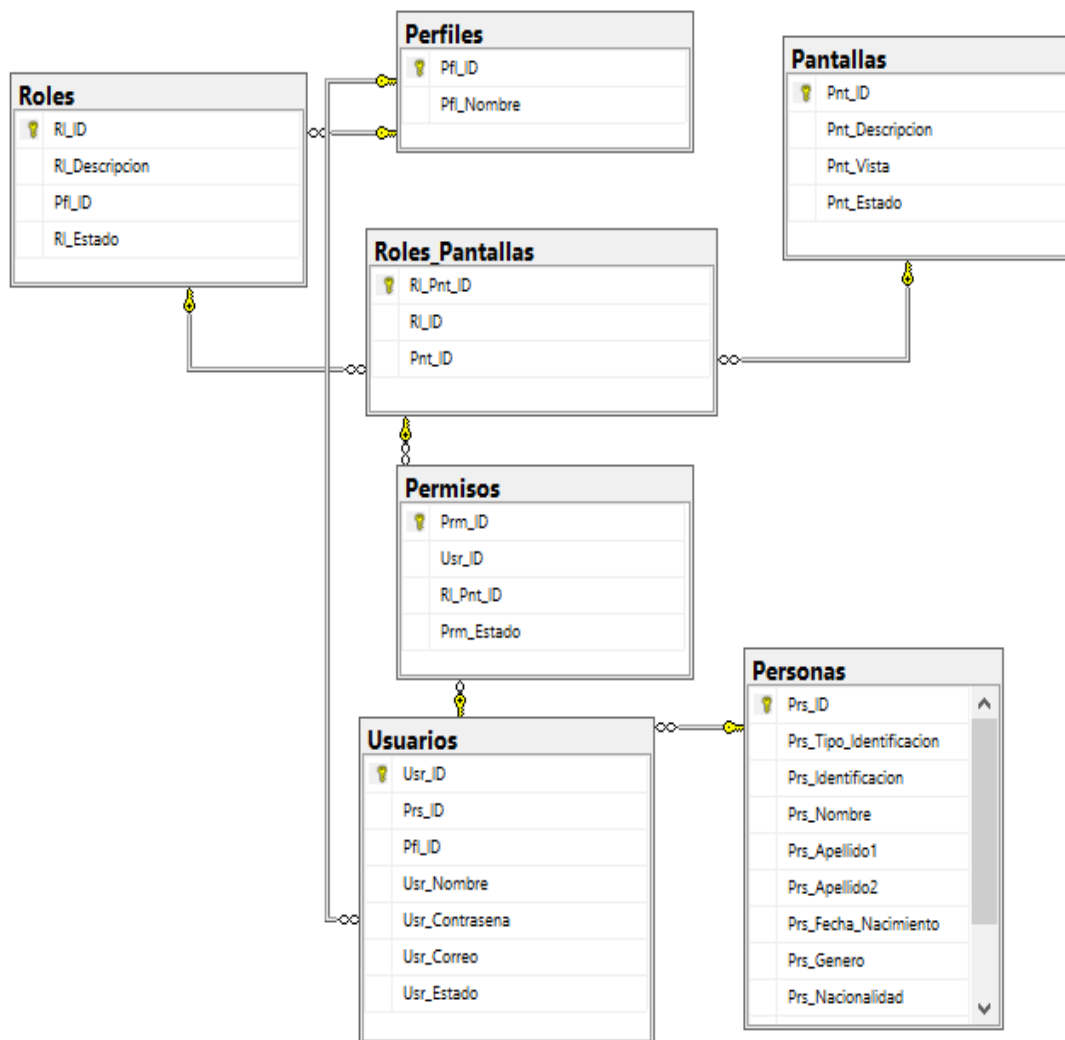 Perfiles
Pfl_ID
Pfl_Nombre
Pantallas
Pnt_ID
Pnt_Descripcion
Pnt_Vista
Pnt_Estado
Roles
Rl_ID
Rl_Descripcion
Pfl_ID
Rl_Estado
Roles_Pantallas
Rl_Pnt_ID
Rl_ID
Pnt_ID
Permisos
Prm_ID
Usr_ID
Rl_Pnt_ID
Prm_Estado
Personas
Prs_ID
Prs_Tipo_Identificacion
Prs_Identificacion
Prs_Nombre
Prs_Apellido1
Prs_Apellido2
Prs_Fecha_Nacimiento
Prs_Genero
Prs_Nacionalidad
Usuarios
Usr_ID
Prs_ID
Pfl_ID
Usr_Nombre
Usr_Contrasena
Usr_Correo
Usr_Estado